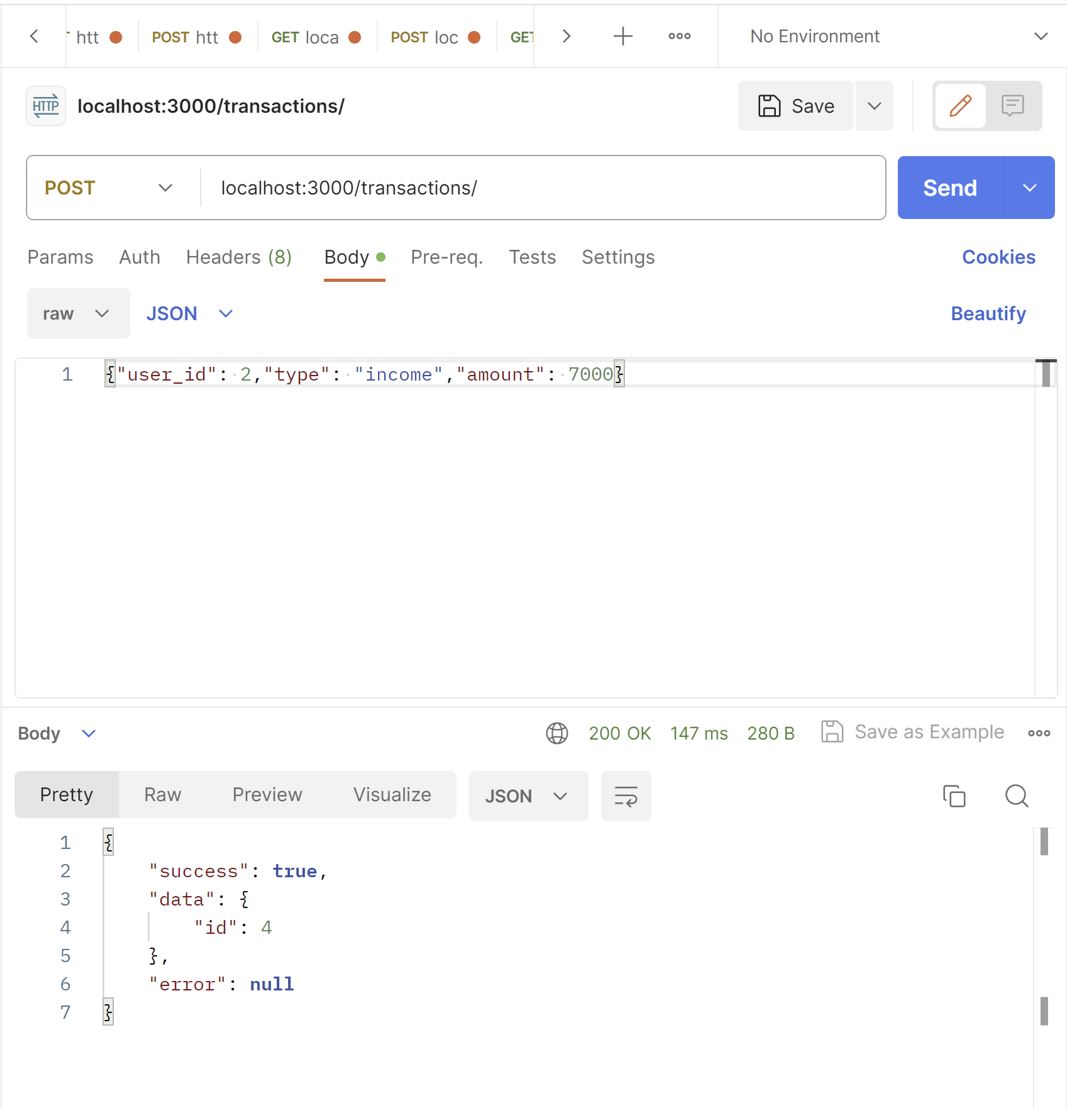 htt POST htt GET loca POST loc GET No Environment
HTTP localhost:3000/transactions/ Save
POST localhost:3000/transactions/ Send
Params Auth Headers (8) Body Pre-req. Tests Settings Cookies
raw JSON Beautify
1 {"user_id": 2,"type": "income","amount": 7000}
Body 200 OK 147 ms 280 B Save as Example
Pretty Raw Preview Visualize JSON
1 {
2 "success": true,
3 "data": {
4 "id": 4
5 },
6 "error": null
7 }